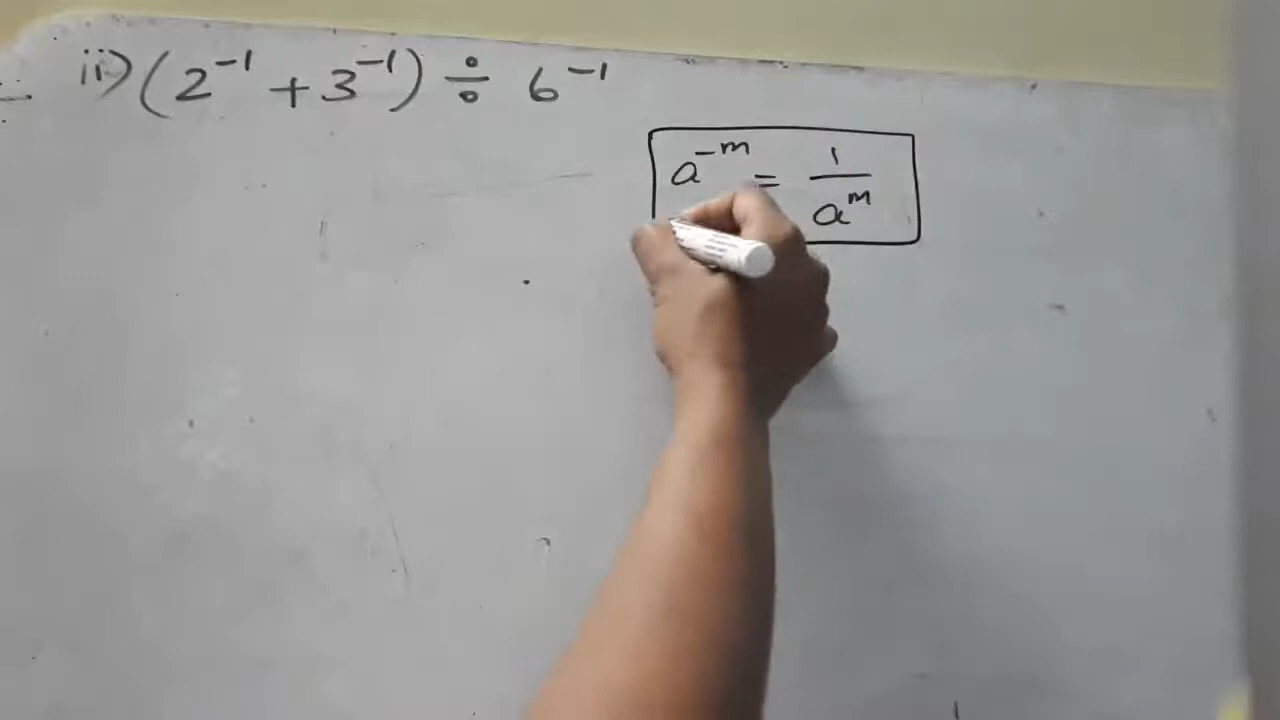 ii) (2⁻¹ + 3⁻¹) ÷ 6⁻¹
a⁻ᵐ = 1/aᵐ